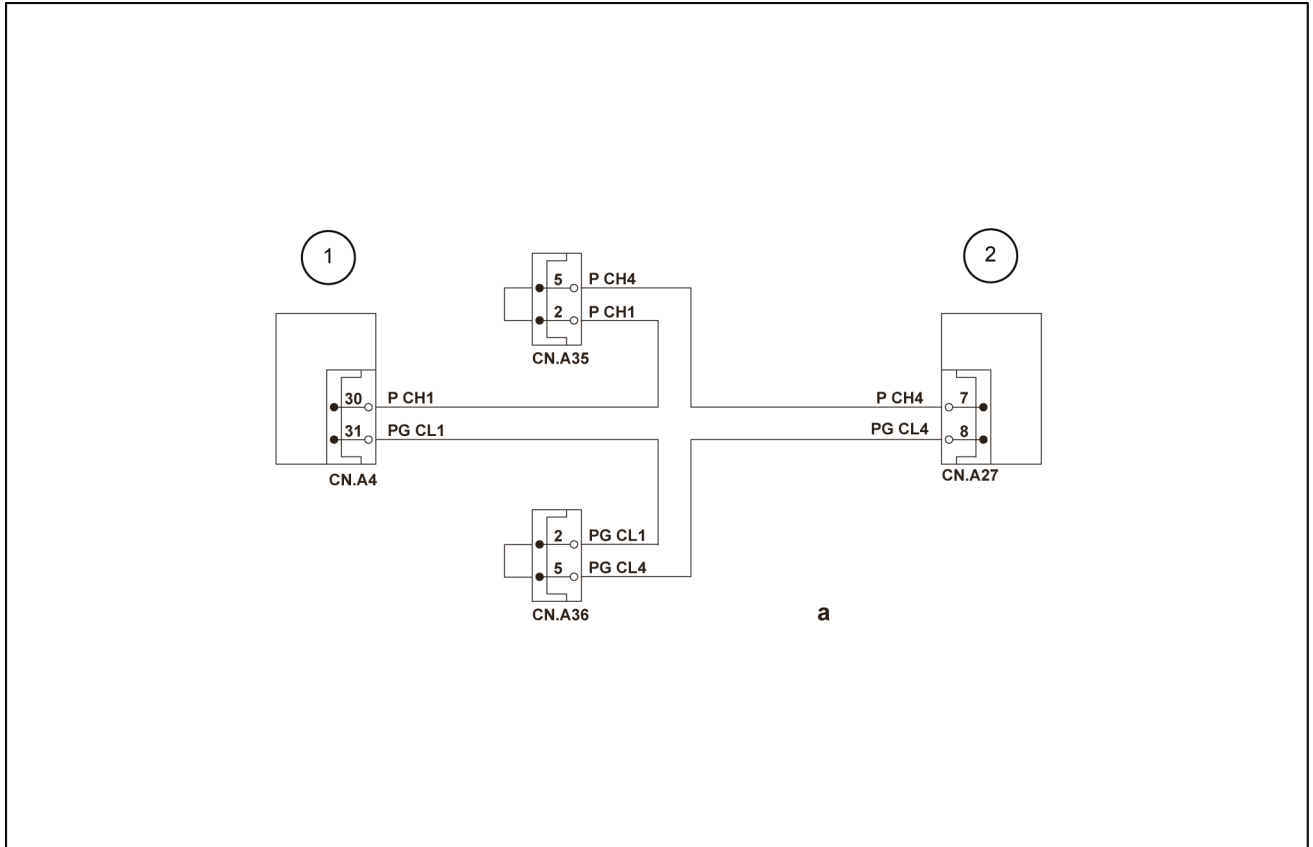 1
2
5 P CH4
2 P CH1
CN.A35
30 P CH1
P CH4 7
31 PG CL1
PG CL4 8
CN.A4
CN.A27
2 PG CL1
5 PG CL4
CN.A36
a